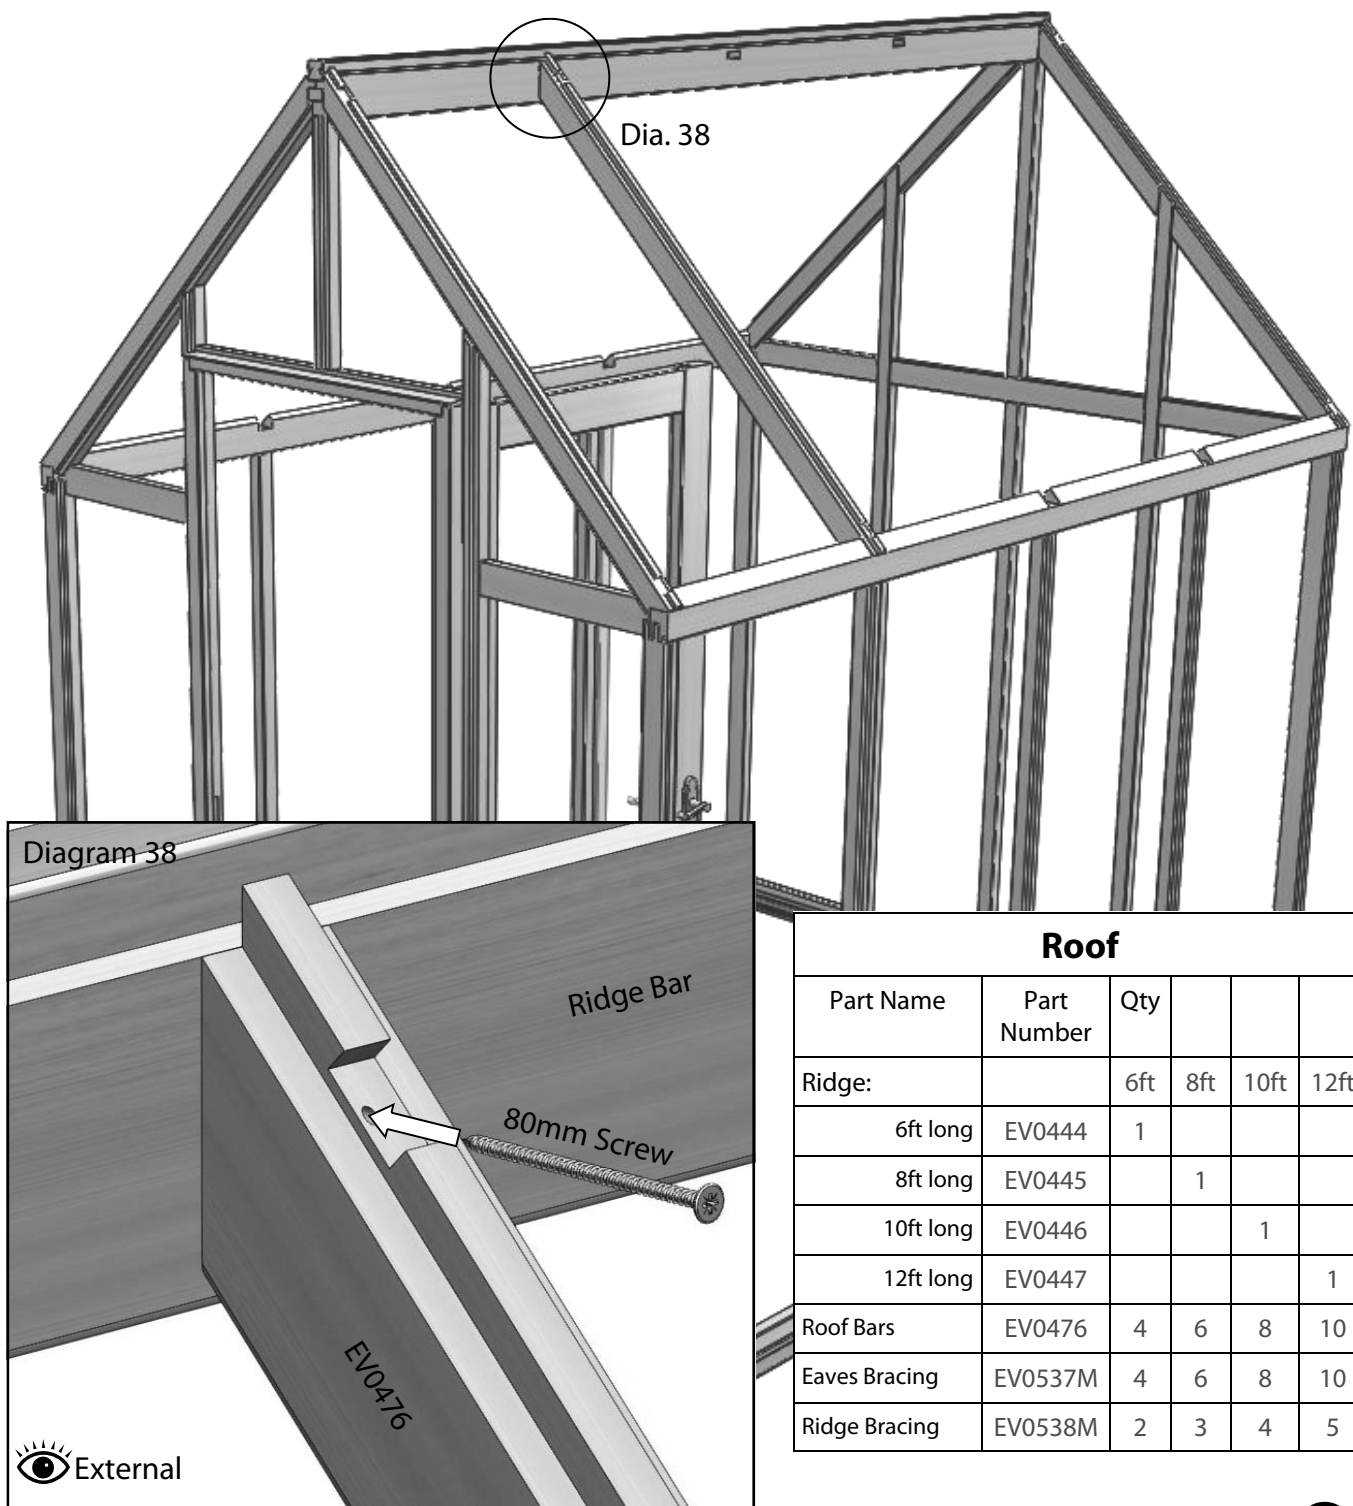 Dia. 38
Diagram 38
Ridge Bar
80mm Screw
EV0476
External
Roof
Part Name Part Number Qty
Ridge: 6ft 8ft 10ft 12ft
6ft long EV0444 1
8ft long EV0445 1
10ft long EV0446 1
12ft long EV0447 1
Roof Bars EV0476 4 6 8 10
Eaves Bracing EV0537M 4 6 8 10
Ridge Bracing EV0538M 2 3 4 5